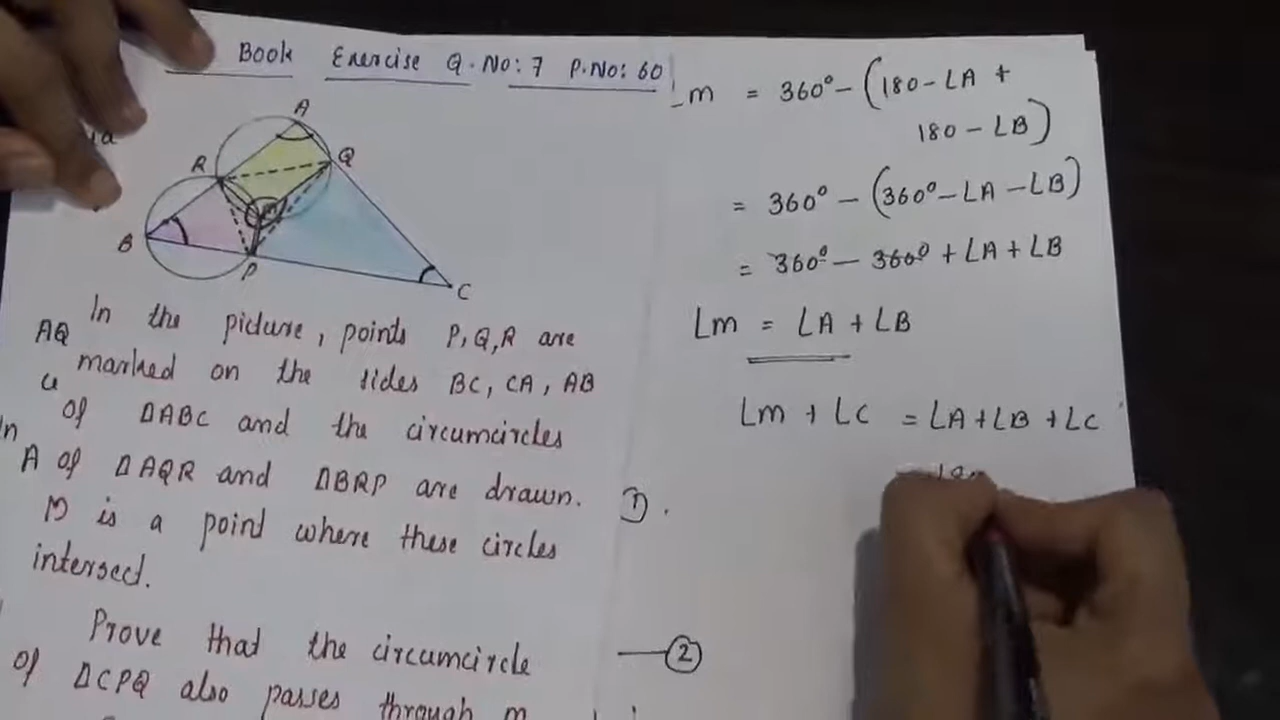 Book Exercise Q.No:7 P.No: 60
A
R
Q
B
M
P
C
In the picture, points P,Q,R are
AQ
marked on the sides BC, CA, AB
of ΔABC and the circumcircles
A of ΔAQR and ΔBRP are drawn.
M is a point where these circles
intersect.
Prove that the circumcircle
of ΔCPQ also passes through m
①.
②
∠m = 360° - (180 - ∠A +
180 - ∠B)
= 360° - (360° - ∠A - ∠B)
= 360° - 360° + ∠A + ∠B
∠m = ∠A + ∠B
∠m + ∠C = ∠A + ∠B + ∠C